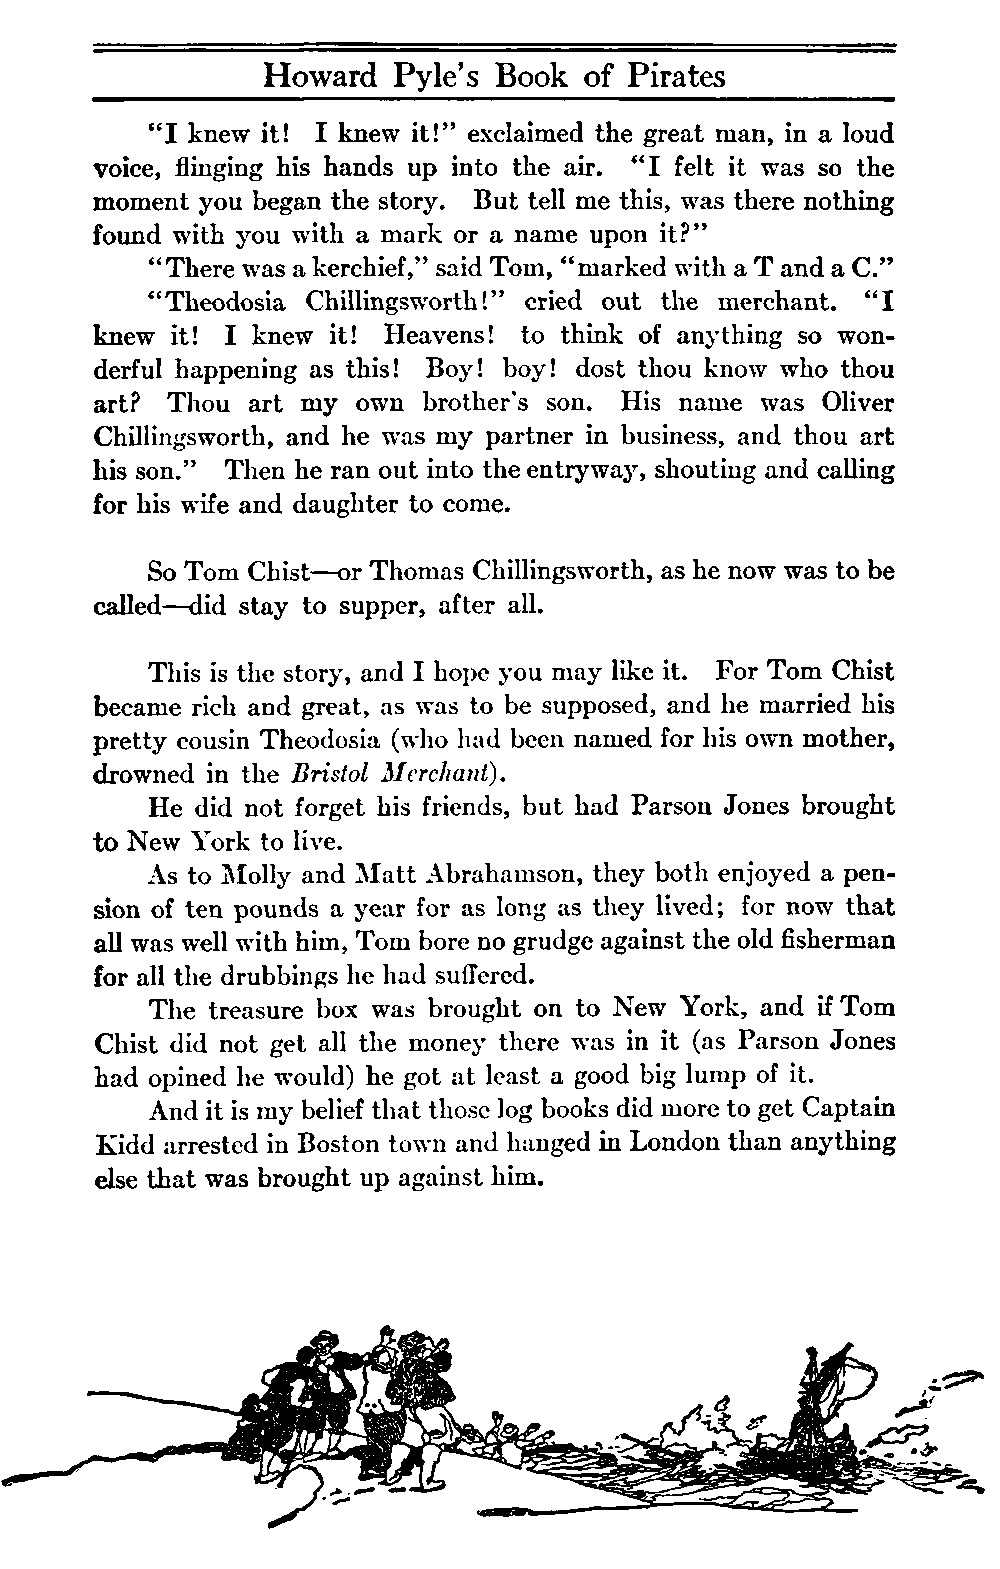 Howard Pyle's Book of Pirates
“I knew it! I knew it!” exclaimed the great man, in a loud
voice, flinging his hands up into the air. “I felt it was so the
moment you began the story. But tell me this, was there nothing
found with you with a mark or a name upon it?”
“There was a kerchief,” said Tom, “marked with a T and a C.”
“Theodosia Chillingsworth!” cried out the merchant. “I
knew it! I knew it! Heavens! to think of anything so won-
derful happening as this! Boy! boy! dost thou know who thou
art? Thou art my own brother's son. His name was Oliver
Chillingsworth, and he was my partner in business, and thou art
his son.” Then he ran out into the entryway, shouting and calling
for his wife and daughter to come.
So Tom Chist—or Thomas Chillingsworth, as he now was to be
called—did stay to supper, after all.
This is the story, and I hope you may like it. For Tom Chist
became rich and great, as was to be supposed, and he married his
pretty cousin Theodosia (who had been named for his own mother,
drowned in the Bristol Merchant).
He did not forget his friends, but had Parson Jones brought
to New York to live.
As to Molly and Matt Abrahamson, they both enjoyed a pen-
sion of ten pounds a year for as long as they lived; for now that
all was well with him, Tom bore no grudge against the old fisherman
for all the drubbings he had suffered.
The treasure box was brought on to New York, and if Tom
Chist did not get all the money there was in it (as Parson Jones
had opined he would) he got at least a good big lump of it.
And it is my belief that those log books did more to get Captain
Kidd arrested in Boston town and hanged in London than anything
else that was brought up against him.